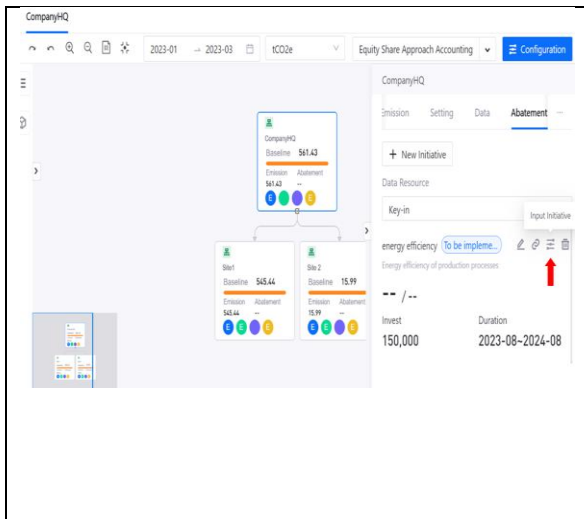 CompanyHQ
2023-01 → 2023-03 tCO2e Equity Share Approach Accounting Configuration
CompanyHQ
Emission Setting Data Abatement ...
+ New Initiative
Data Resource
Key-in
Input Initiative
energy efficiency To be impleme...
Energy efficiency of production processes
-- /--
Invest Duration
150,000 2023-08~2024-08
CompanyHQ
Baseline 561.43
Emission Abatement
561.43 --
E E
Site1
Baseline 545.44
Emission Abatement
545.44 --
E E E
Site 2
Baseline 15.99
Emission Abatement
15.99 --
E E E